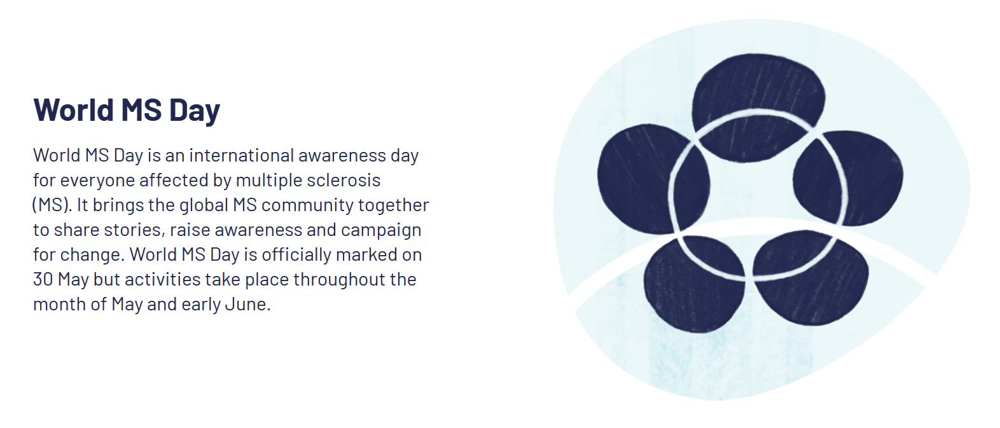 World MS Day
World MS Day is an international awareness day
for everyone affected by multiple sclerosis
(MS). It brings the global MS community together
to share stories, raise awareness and campaign
for change. World MS Day is officially marked on
30 May but activities take place throughout the
month of May and early June.